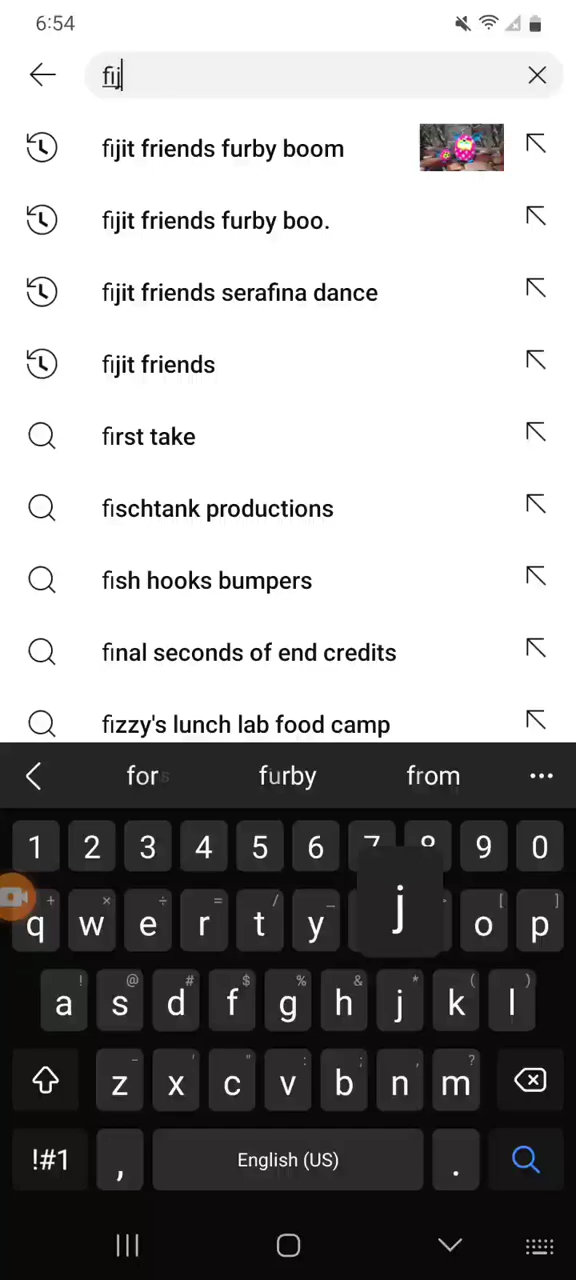 6:54
fij
fijit friends furby boom
fijit friends furby boo.
fijit friends serafina dance
fijit friends
first take
fischtank productions
fish hooks bumpers
final seconds of end credits
fizzy's lunch lab food camp
for furby from
1 2 3 4 5 6 7 8 9 0
+ × ÷ = / _ [ ]
q w e r t y j o p
! @ # $ % & * ( )
a s d f g h j k l
- ' " : ; , ?
z x c v b n m
!#1 , English (US) .